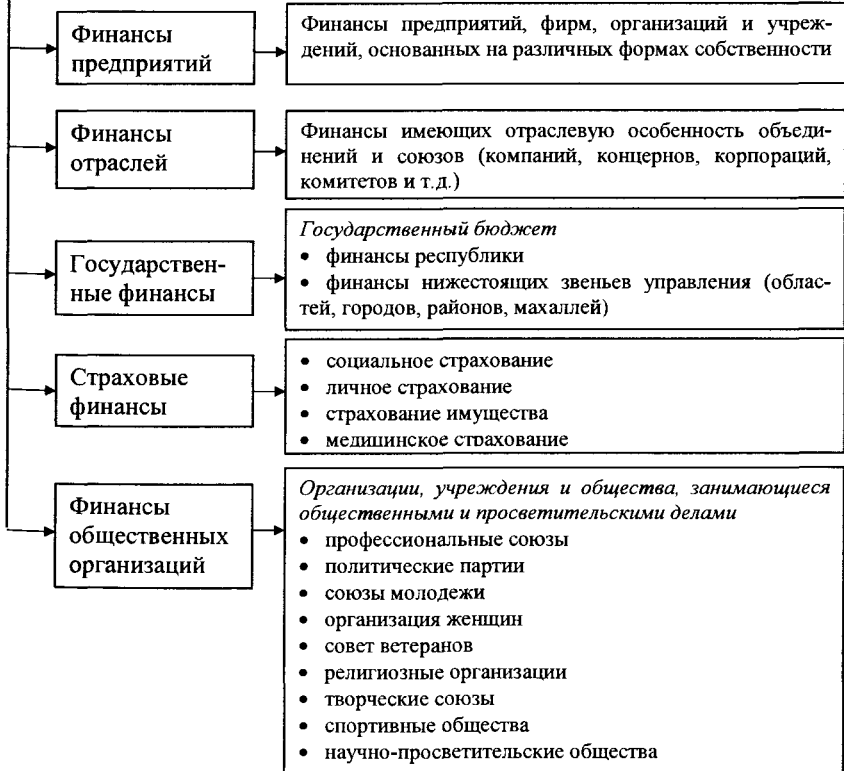 Финансы
предприятий
Финансы предприятий, фирм, организаций и учреж-
дений, основанных на различных формах собственности
Финансы
отраслей
Финансы имеющих отраслевую особенность объеди-
нений и союзов (компаний, концернов, корпораций,
комитетов и т.д.)
Государствен-
ные финансы
Государственный бюджет
• финансы республики
• финансы нижестоящих звеньев управления (облас-
тей, городов, районов, махаллей)
Страховые
финансы
• социальное страхование
• личное страхование
• страхование имущества
• медицинское страхование
Финансы
общественных
организаций
Организации, учреждения и общества, занимающиеся
общественными и просветительскими делами
• профессиональные союзы
• политические партии
• союзы молодежи
• организация женщин
• совет ветеранов
• религиозные организации
• творческие союзы
• спортивные общества
• научно-просветительские общества